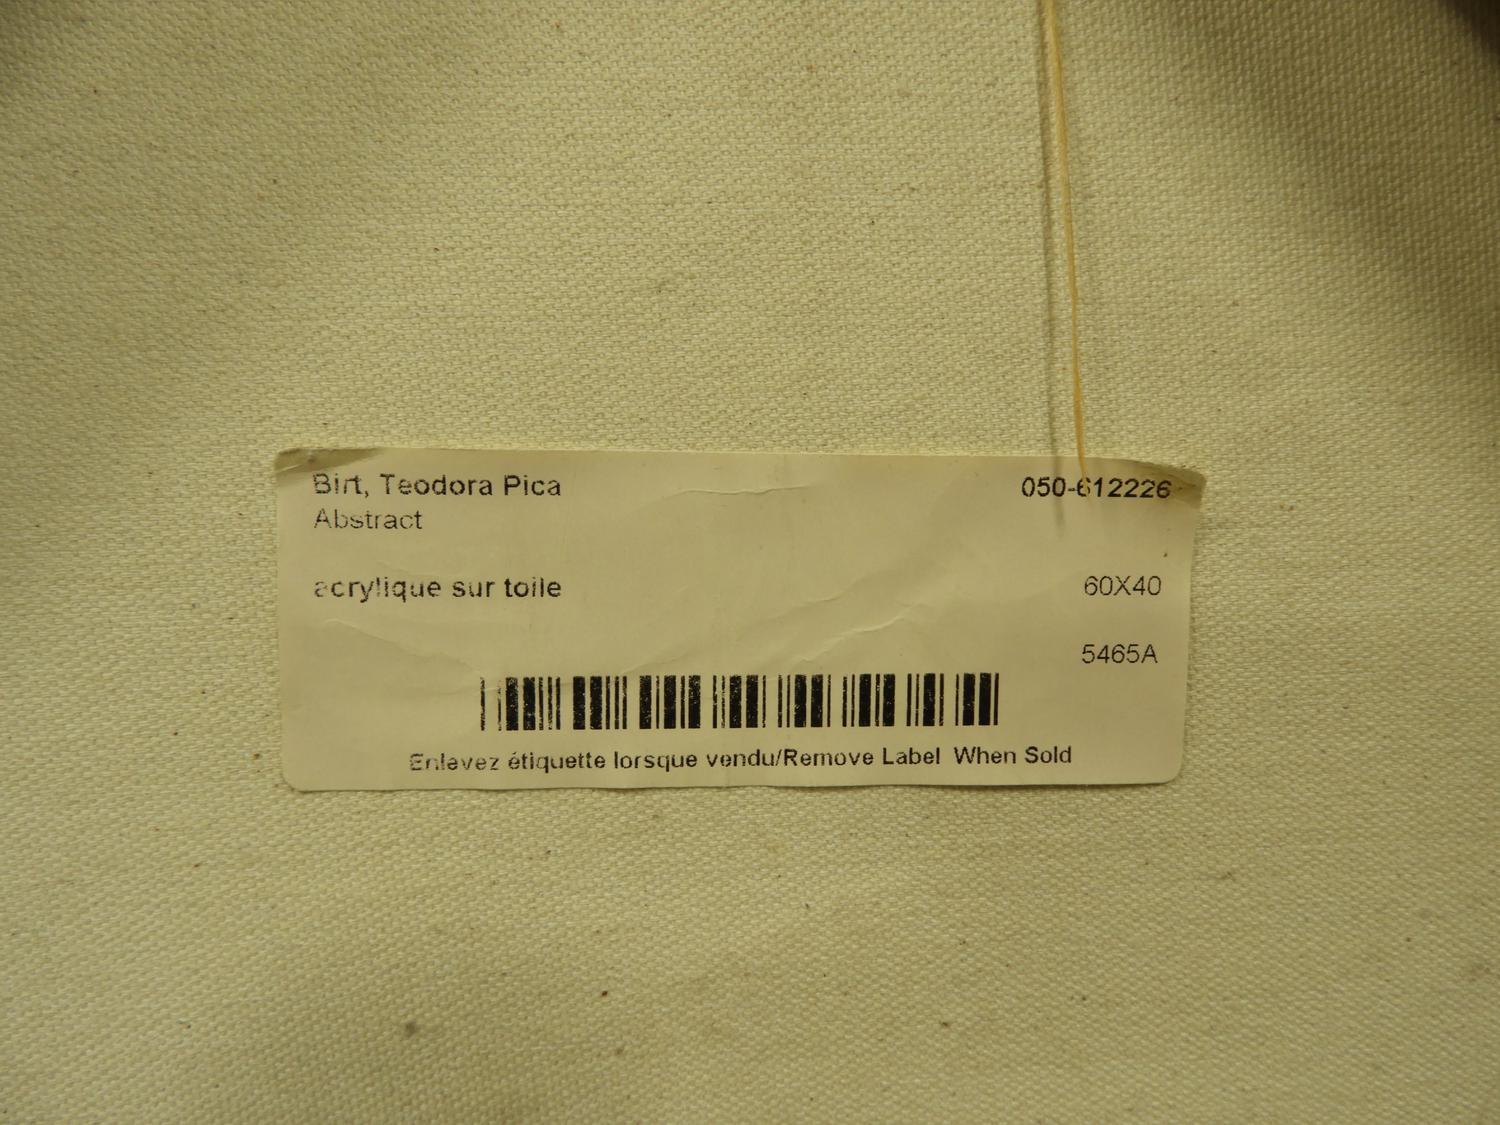 Birt, Teodora Pica 050-612226
Abstract
acrylique sur toile 60X40
5465A
Enlevez étiquette lorsque vendu/Remove Label When Sold